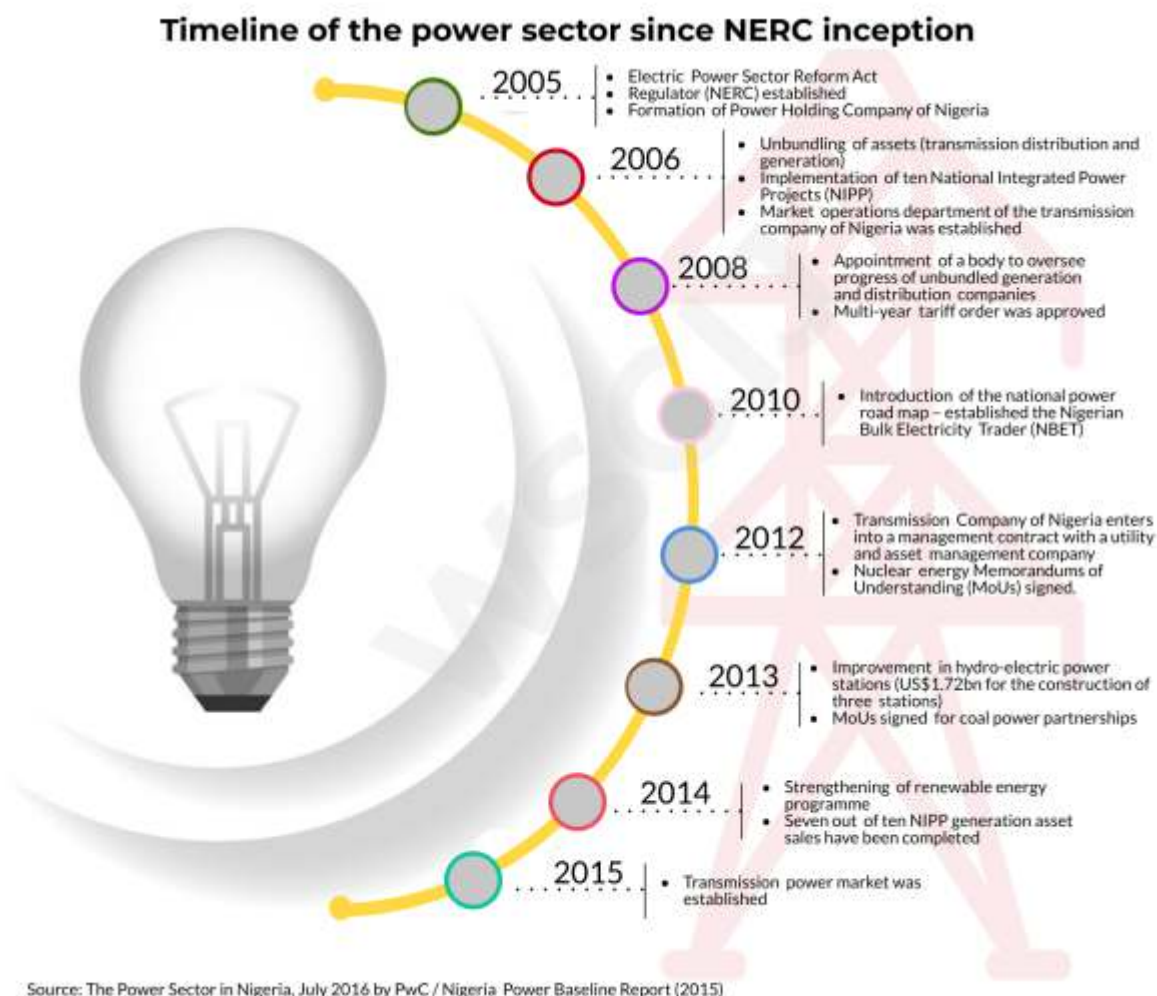 Timeline of the power sector since NERC inception
2005
• Electric Power Sector Reform Act
• Regulator (NERC) established
• Formation of Power Holding Company of Nigeria
2006
• Unbundling of assets (transmission distribution and
generation)
• Implementation of ten National Integrated Power
Projects (NIPP)
• Market operations department of the transmission
company of Nigeria was established
2008
• Appointment of a body to oversee
progress of unbundled generation
and distribution companies
• Multi-year tariff order was approved
2010
• Introduction of the national power
road map – established the Nigerian
Bulk Electricity Trader (NBET)
2012
• Transmission Company of Nigeria enters
into a management contract with a utility
and asset management company
• Nuclear energy Memorandums of
Understanding (MoUs) signed.
2013
• Improvement in hydro-electric power
stations (US$1.72bn for the construction of
three stations)
• MoUs signed for coal power partnerships
2014
• Strengthening of renewable energy
programme
• Seven out of ten NIPP generation asset
sales have been completed
2015
• Transmission power market was
established
Source: The Power Sector in Nigeria, July 2016 by PwC / Nigeria Power Baseline Report (2015)